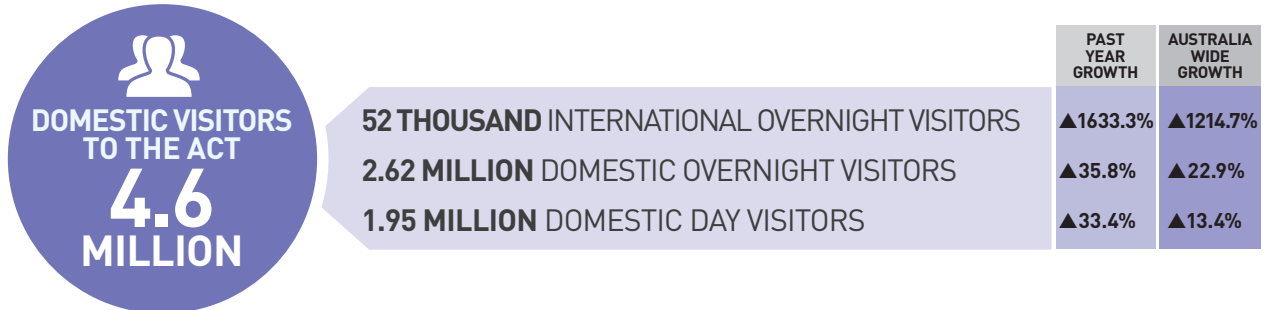 DOMESTIC VISITORS
TO THE ACT
4.6
MILLION
PAST
YEAR
GROWTH
AUSTRALIA
WIDE
GROWTH
52 THOUSAND INTERNATIONAL OVERNIGHT VISITORS ▲1633.3% ▲1214.7%
2.62 MILLION DOMESTIC OVERNIGHT VISITORS ▲35.8% ▲22.9%
1.95 MILLION DOMESTIC DAY VISITORS ▲33.4% ▲13.4%